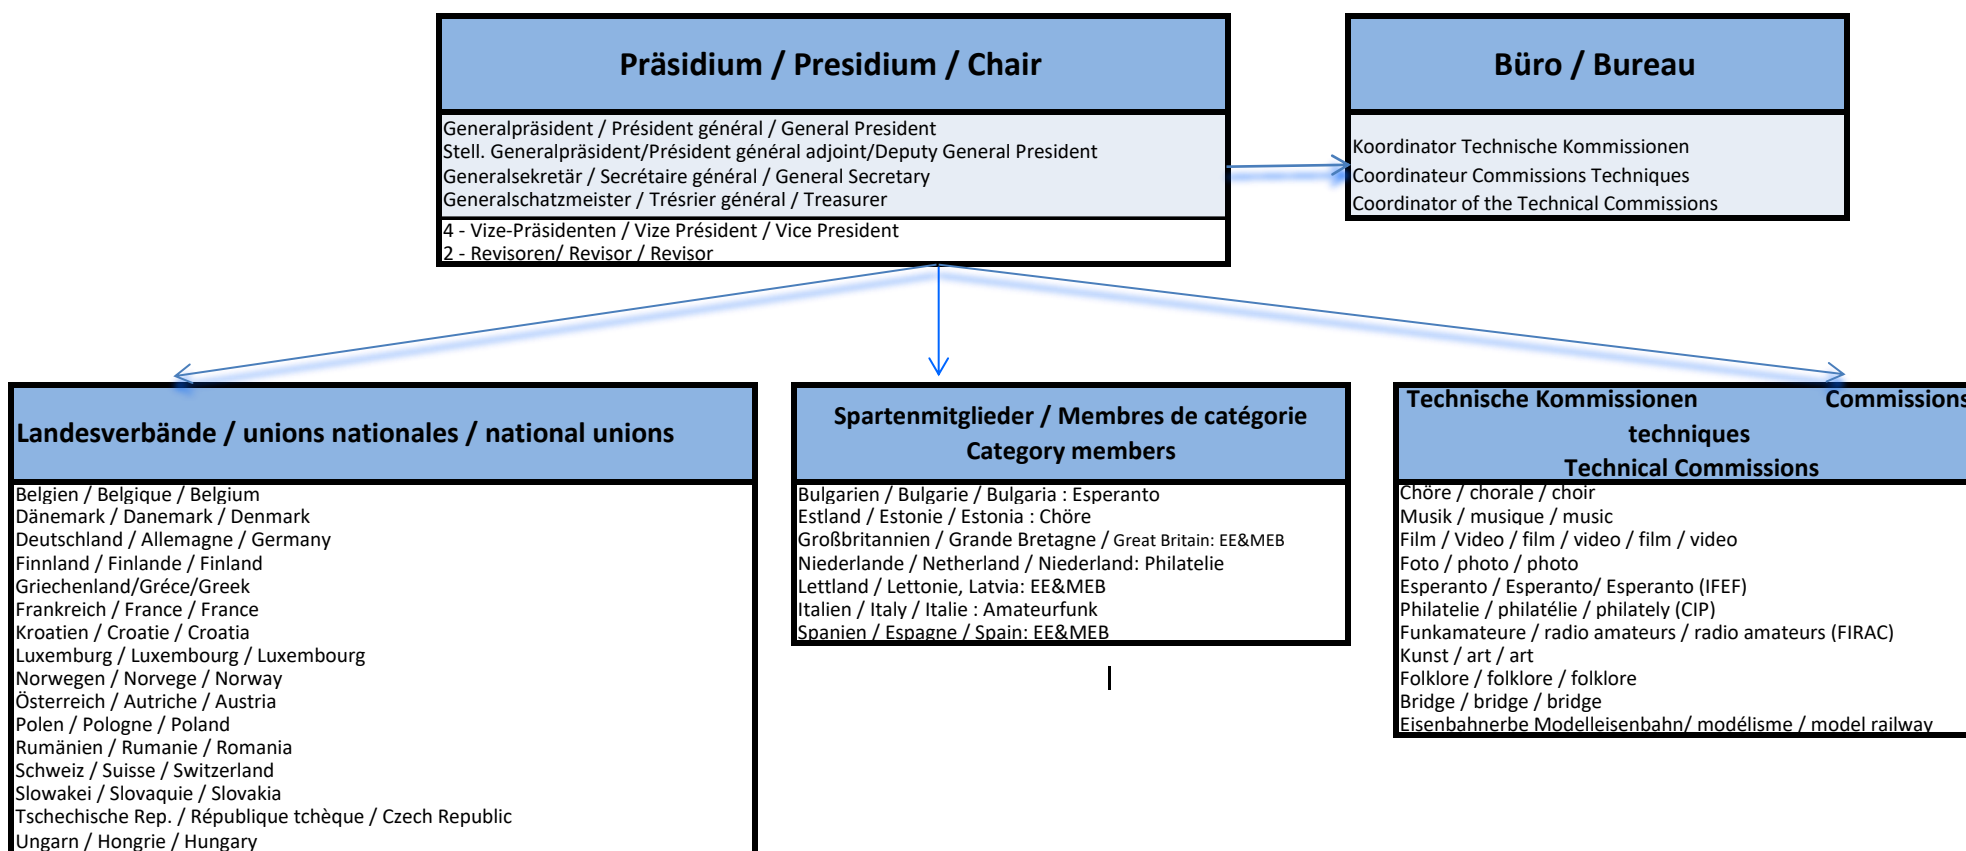 Präsidium / Presidium / Chair
Generalpräsident / Président général / General President
Stell. Generalpräsident/Président général adjoint/Deputy General President
Generalsekretär / Secrétaire général / General Secretary
Generalschatzmeister / Trésrier général / Treasurer
4 - Vize-Präsidenten / Vize Président / Vice President
2 - Revisoren/ Revisor / Revisor
Büro / Bureau
Koordinator Technische Kommissionen
Coordinateur Commissions Techniques
Coordinator of the Technical Commissions
Landesverbände / unions nationales / national unions
Belgien / Belgique / Belgium
Dänemark / Danemark / Denmark
Deutschland / Allemagne / Germany
Finnland / Finlande / Finland
Griechenland/Gréce/Greek
Frankreich / France / France
Kroatien / Croatie / Croatia
Luxemburg / Luxembourg / Luxembourg
Norwegen / Norvege / Norway
Österreich / Autriche / Austria
Polen / Pologne / Poland
Rumänien / Rumanie / Romania
Schweiz / Suisse / Switzerland
Slowakei / Slovaquie / Slovakia
Tschechische Rep. / République tchèque / Czech Republic
Ungarn / Hongrie / Hungary
Spartenmitglieder / Membres de catégorie
Category members
Bulgarien / Bulgarie / Bulgaria : Esperanto
Estland / Estonie / Estonia : Chöre
Großbritannien / Grande Bretagne / Great Britain: EE&MEB
Niederlande / Netherland / Niederland: Philatelie
Lettland / Lettonie, Latvia: EE&MEB
Italien / Italy / Italie : Amateurfunk
Spanien / Espagne / Spain: EE&MEB
Technische Kommissionen Commissions
techniques
Technical Commissions
Chöre / chorale / choir
Musik / musique / music
Film / Video / film / video / film / video
Foto / photo / photo
Esperanto / Esperanto/ Esperanto (IFEF)
Philatelie / philatélie / philately (CIP)
Funkamateure / radio amateurs / radio amateurs (FIRAC)
Kunst / art / art
Folklore / folklore / folklore
Bridge / bridge / bridge
Eisenbahnerbe Modelleisenbahn/ modélisme / model railway